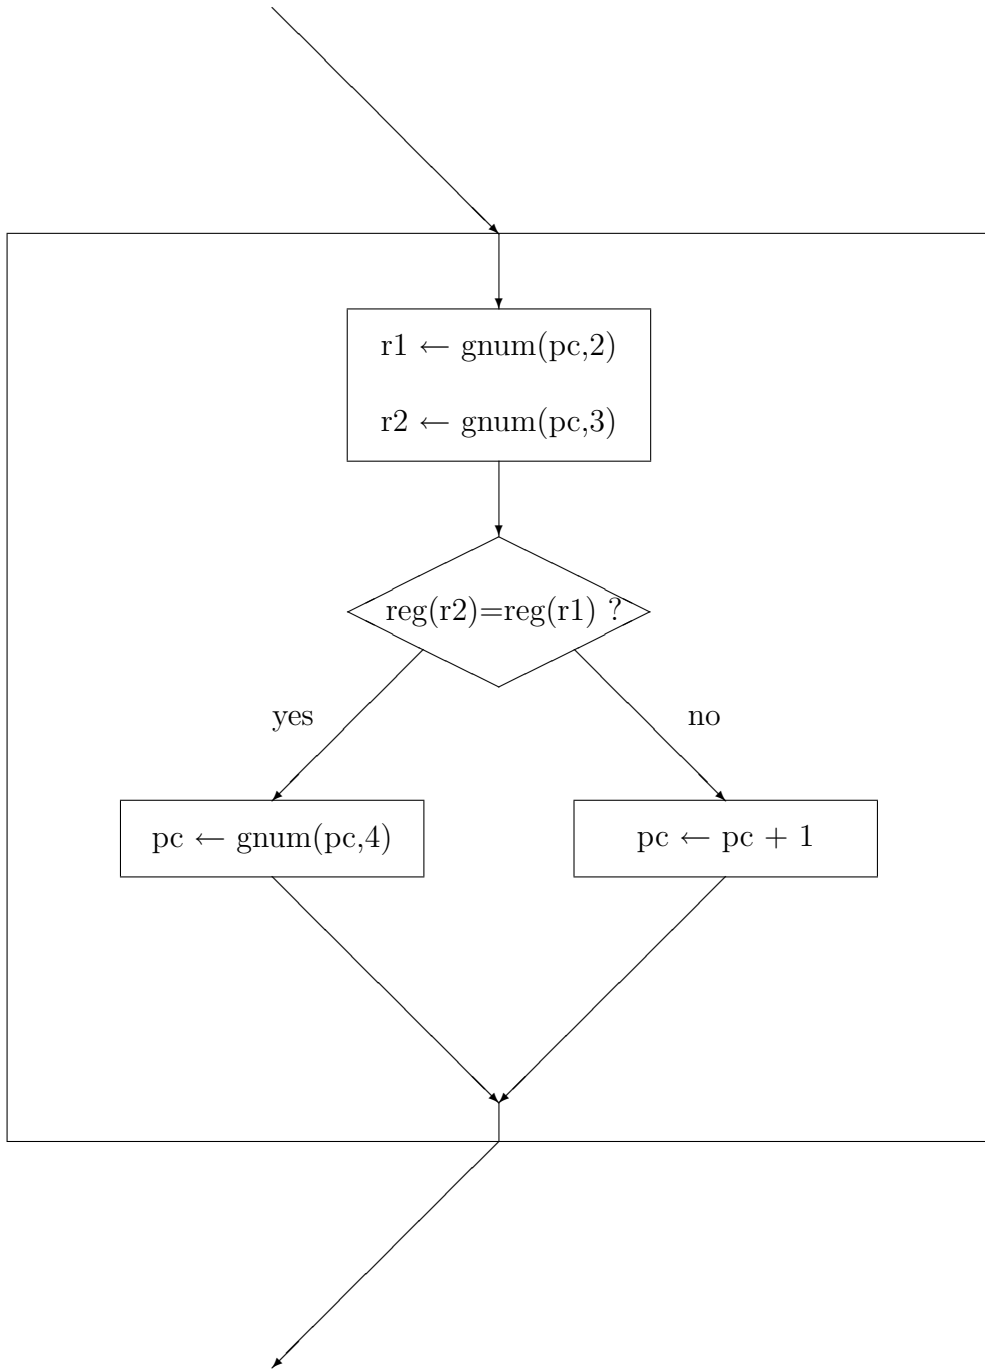 r1 ← gnum(pc,2)
r2 ← gnum(pc,3)
reg(r2)=reg(r1) ?
yes
no
pc ← gnum(pc,4)
pc ← pc + 1